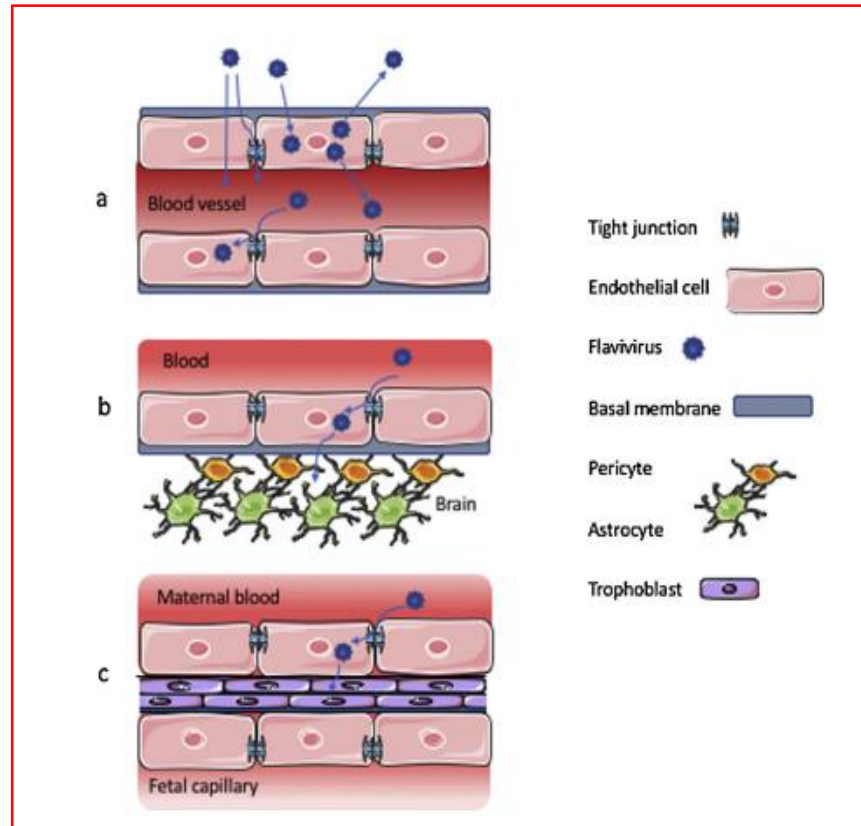 a
Blood vessel
b
Blood
Brain
c
Maternal blood
Fetal capillary
Tight junction
Endothelial cell
Flavivirus
Basal membrane
Pericyte
Astrocyte
Trophoblast